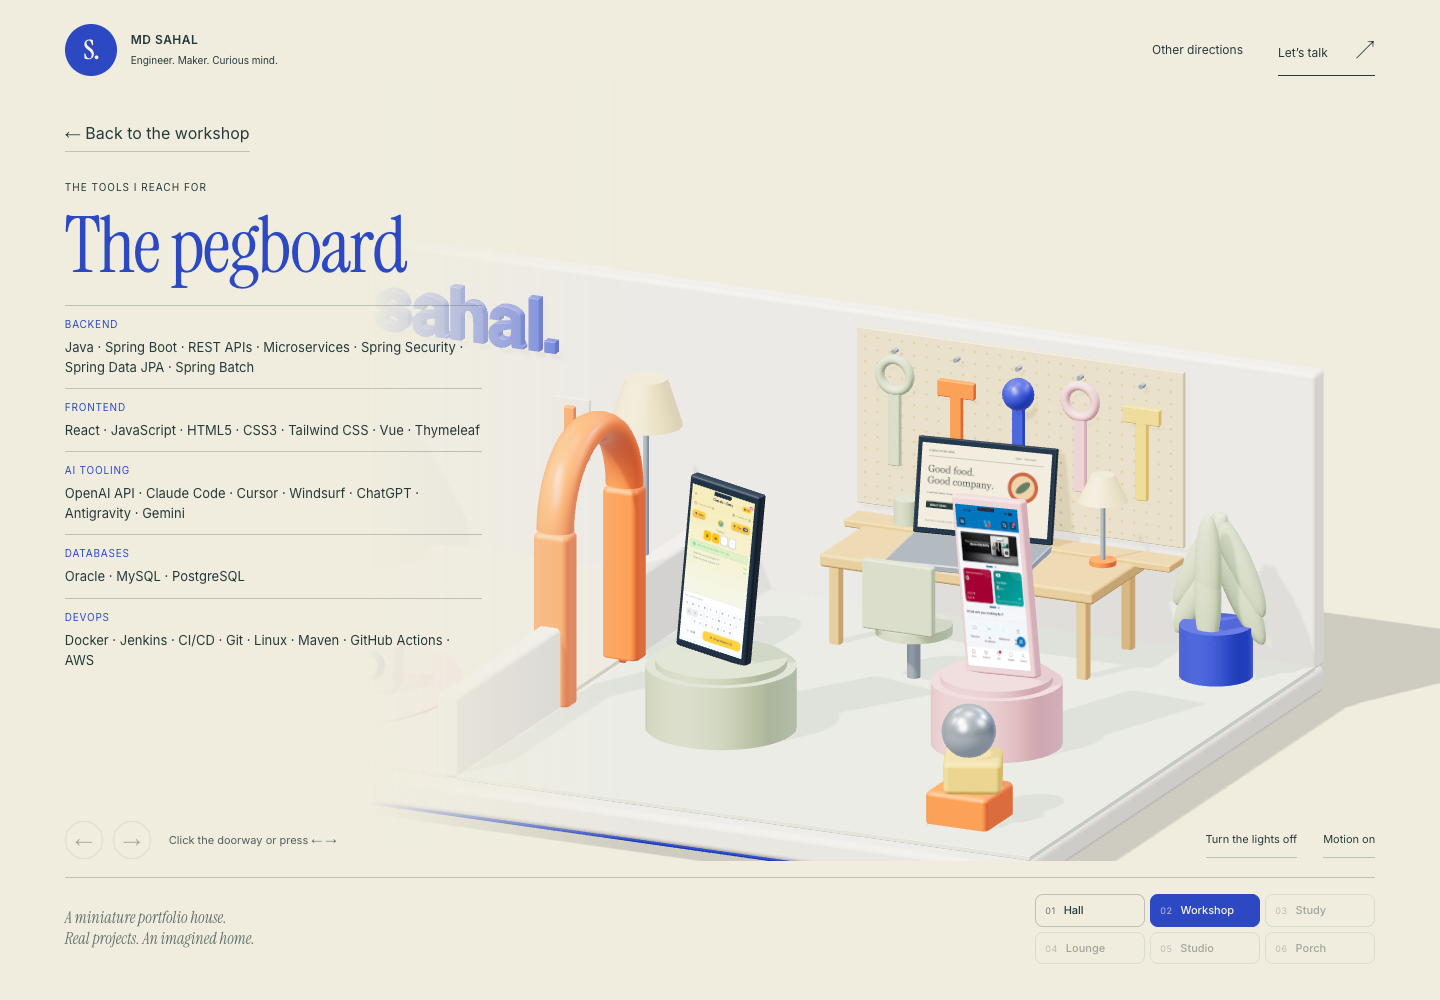 S.
MD SAHAL
Engineer. Maker. Curious mind.
Other directions
Let's talk ↗
← Back to the workshop
THE TOOLS I REACH FOR
The pegboard
sahal.
BACKEND
Java · Spring Boot · REST APIs · Microservices · Spring Security ·
Spring Data JPA · Spring Batch
FRONTEND
React · JavaScript · HTML5 · CSS3 · Tailwind CSS · Vue · Thymeleaf
AI TOOLING
OpenAI API · Claude Code · Cursor · Windsurf · ChatGPT ·
Antigravity · Gemini
DATABASES
Oracle · MySQL · PostgreSQL
DEVOPS
Docker · Jenkins · CI/CD · Git · Linux · Maven · GitHub Actions ·
AWS
Good food.
Good company.
← → Click the doorway or press ← →
Turn the lights off
Motion on
A miniature portfolio house.
Real projects. An imagined home.
01 Hall
02 Workshop
03 Study
04 Lounge
05 Studio
06 Porch